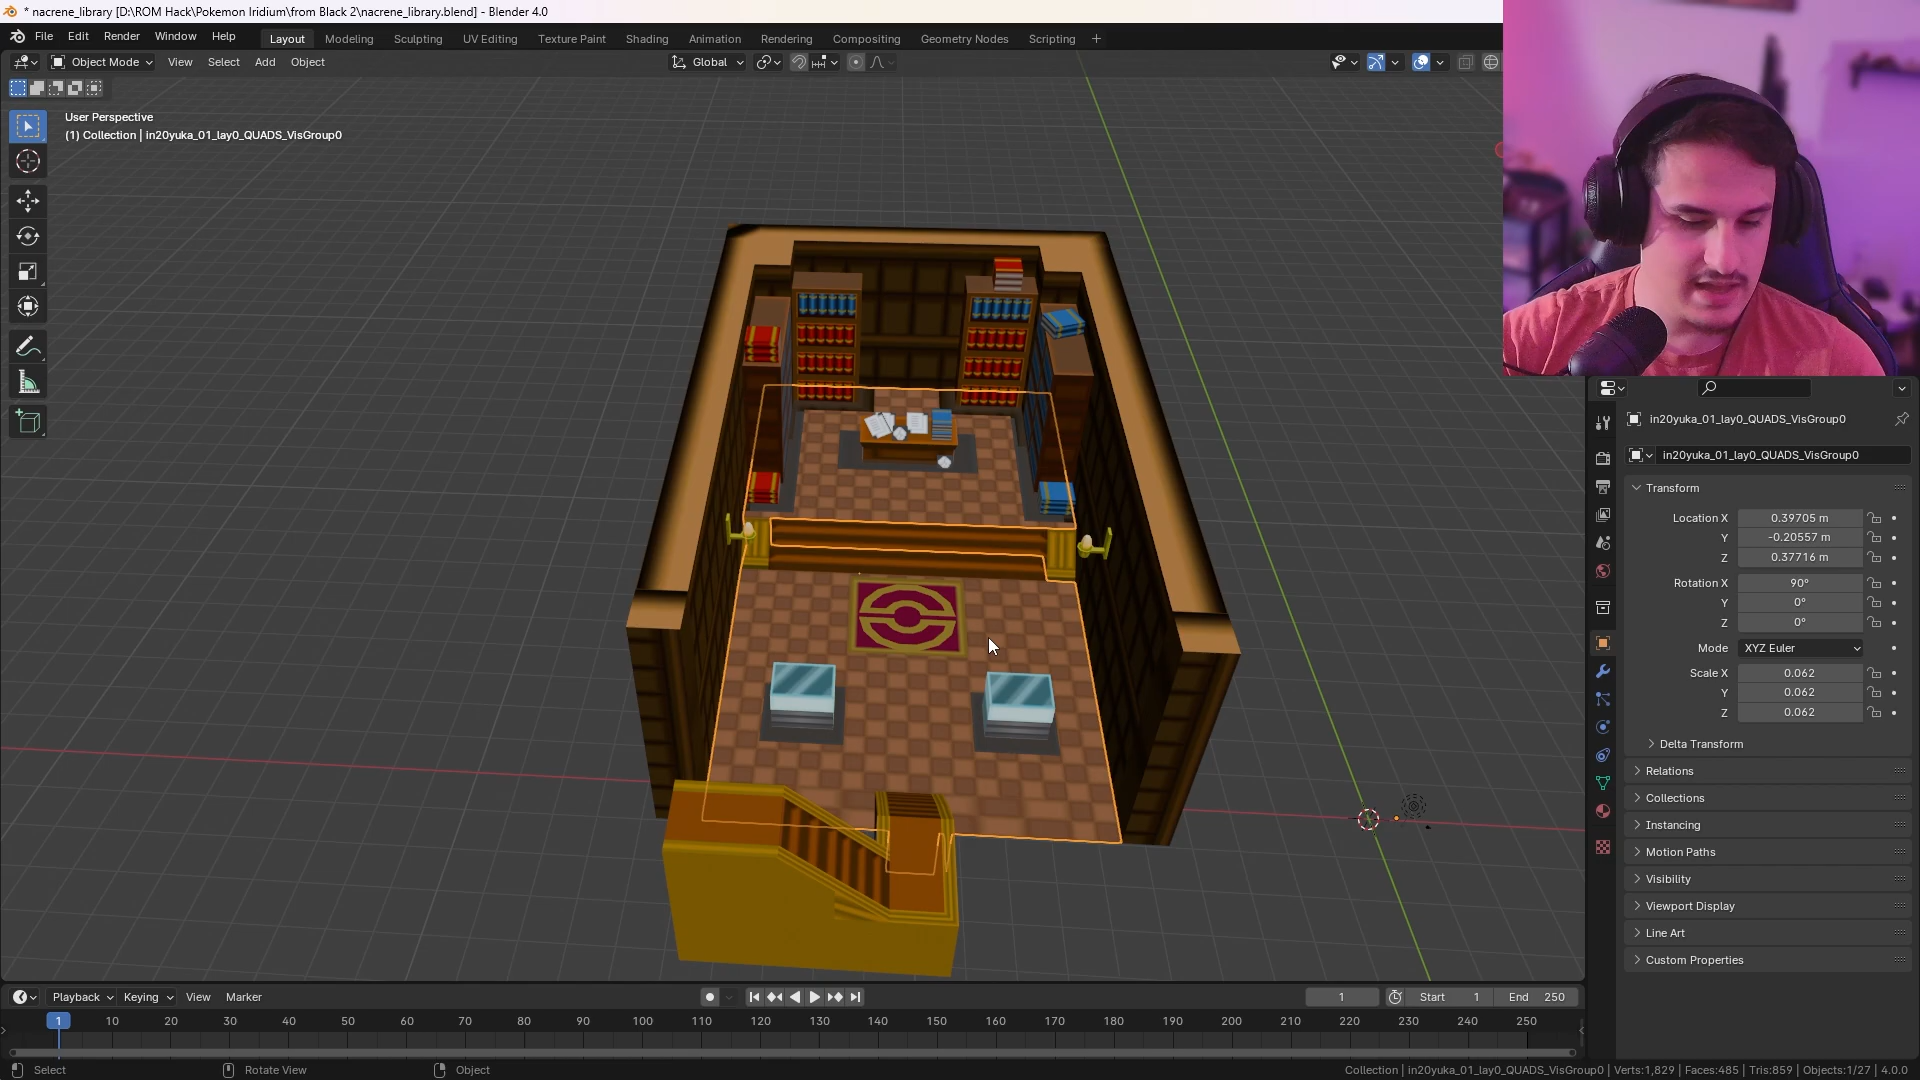 * nacrene_library [D:\ROM Hack\Pokemon Iridium\from Black 2\nacrene_library.blend] - Blender 4.0
File Edit Render Window Help Layout Modeling Sculpting UV Editing Texture Paint Shading Animation Rendering Compositing Geometry Nodes Scripting +
Object Mode View Select Add Object Global
User Perspective
(1) Collection | in20yuka_01_lay0_QUADS_VisGroup0
in20yuka_01_lay0_QUADS_VisGroup0
in20yuka_01_lay0_QUADS_VisGroup0
Transform
Location X 0.39705 m
Y -0.20557 m
Z 0.37716 m
Rotation X 90°
Y 0°
Z 0°
Mode XYZ Euler
Scale X 0.062
Y 0.062
Z 0.062
Delta Transform
Relations
Collections
Instancing
Motion Paths
Visibility
Viewport Display
Line Art
Custom Properties
Playback Keying View Marker 1 Start 1 End 250
1 10 20 30 40 50 60 70 80 90 100 110 120 130 140 150 160 170 180 190 200 210 220 230 240 250
Select Rotate View Object Collection | in20yuka_01_lay0_QUADS_VisGroup0 | Verts:1,829 | Faces:485 | Tris:859 | Objects:1/27 | 4.0.0